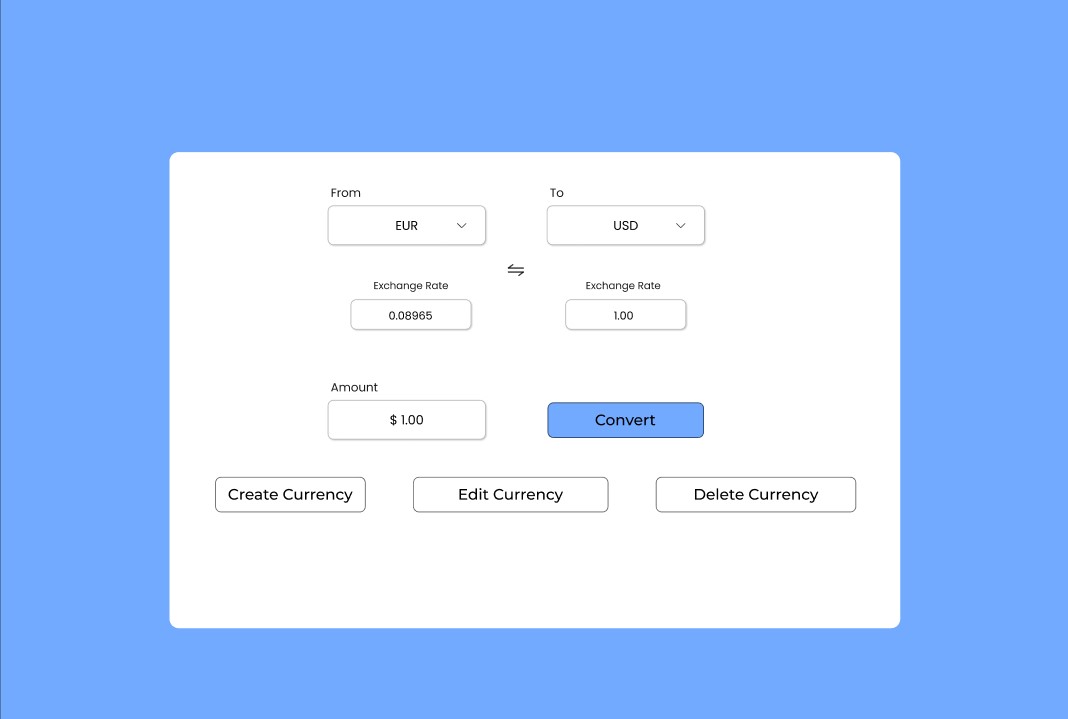 From
To
EUR
USD
Exchange Rate
Exchange Rate
0.08965
1.00
Amount
$ 1.00
Convert
Create Currency
Edit Currency
Delete Currency